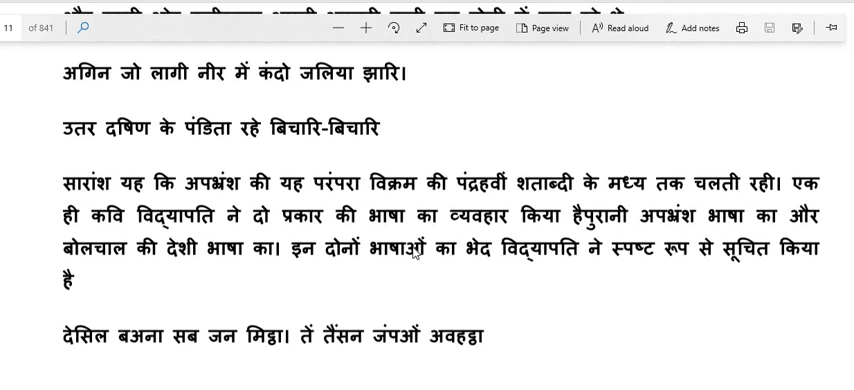 11 of 841 Fit to page Page view Read aloud Add notes
अगिन जो लागी नीर में कंदो जलिया झारि।
उतर दषिण के पंडिता रहे बिचारि-बिचारि
सारांश यह कि अपभ्रंश की यह परंपरा विक्रम की पंद्रहवीं शताब्दी के मध्य तक चलती रही। एक
ही कवि विद्यापति ने दो प्रकार की भाषा का व्यवहार किया हैपुरानी अपभ्रंश भाषा का और
बोलचाल की देशी भाषा का। इन दोनों भाषाओं का भेद विद्यापति ने स्पष्ट रूप से सूचित किया
है
देसिल बअना सब जन मिट्ठा। तें तैंसन जंपओं अवहट्ठा